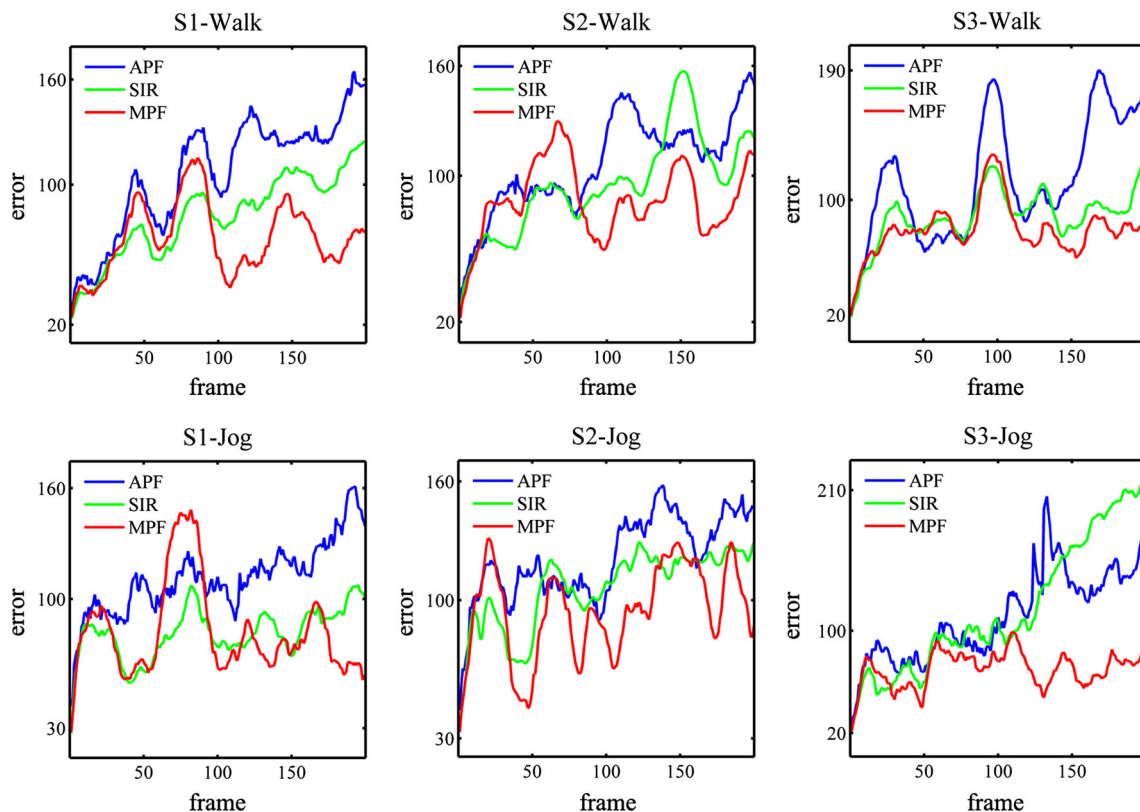 S1-Walk
error
160
100
20
APF
SIR
MPF
50
100
150
frame
S2-Walk
error
160
100
20
APF
SIR
MPF
50
100
150
frame
S3-Walk
error
190
100
20
APF
SIR
MPF
50
100
150
frame
S1-Jog
error
160
100
30
APF
SIR
MPF
50
100
150
frame
S2-Jog
error
160
100
30
APF
SIR
MPF
50
100
150
frame
S3-Jog
error
210
100
20
APF
SIR
MPF
50
100
150
frame